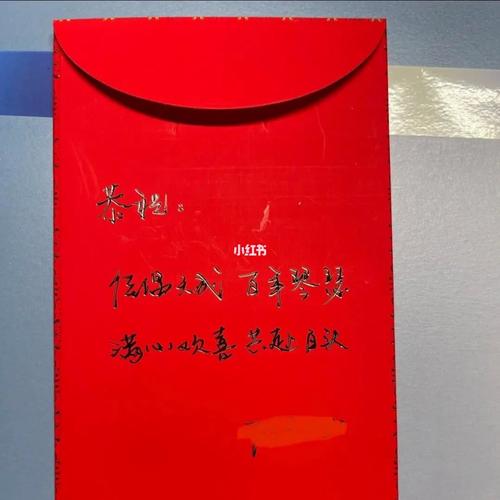 恭祝：
小红书
佳偶天成 百年琴瑟
满心欢喜 共赴白头